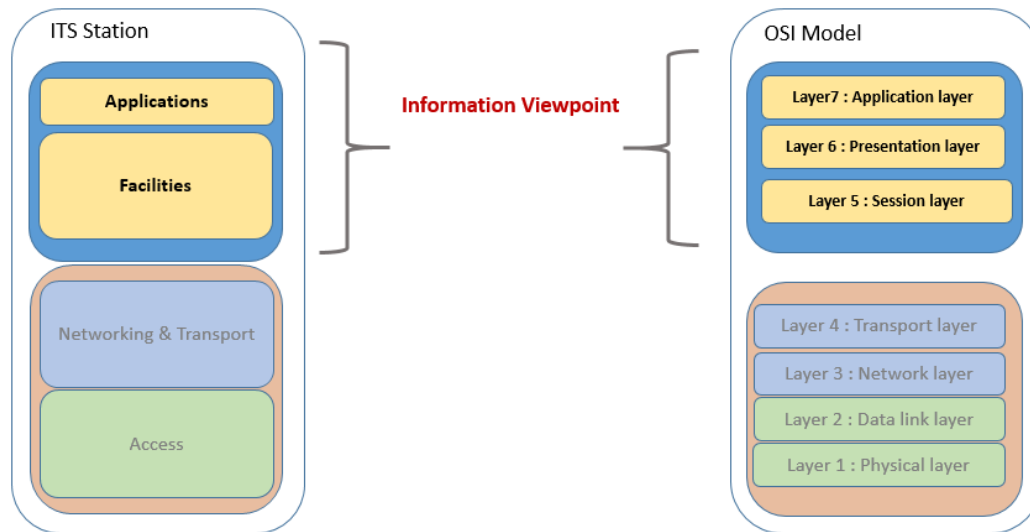 ITS Station
Applications
Facilities
Networking & Transport
Access
Information Viewpoint
OSI Model
Layer7 : Application layer
Layer 6 : Presentation layer
Layer 5 : Session layer
Layer 4 : Transport layer
Layer 3 : Network layer
Layer 2 : Data link layer
Layer 1 : Physical layer